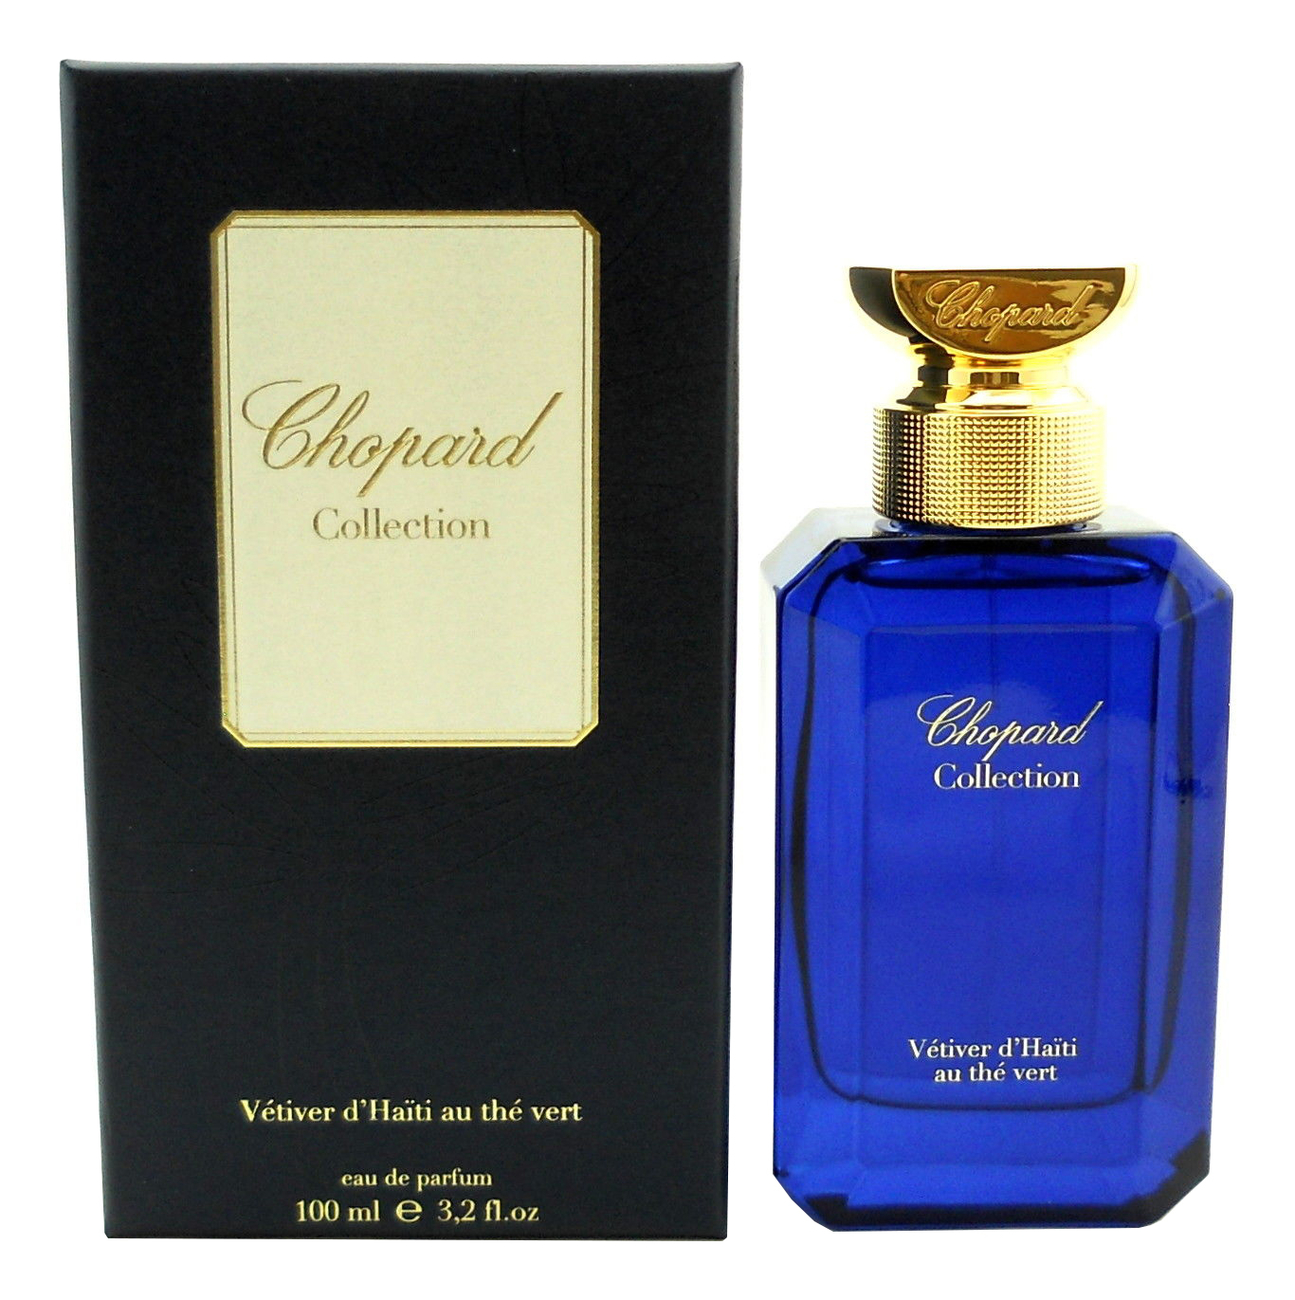 Chopard
Collection
Vétiver d'Haïti au thé vert
eau de parfum
100 ml ℮ 3,2 fl.oz
Chopard
Chopard
Collection
Vétiver d'Haïti
au thé vert